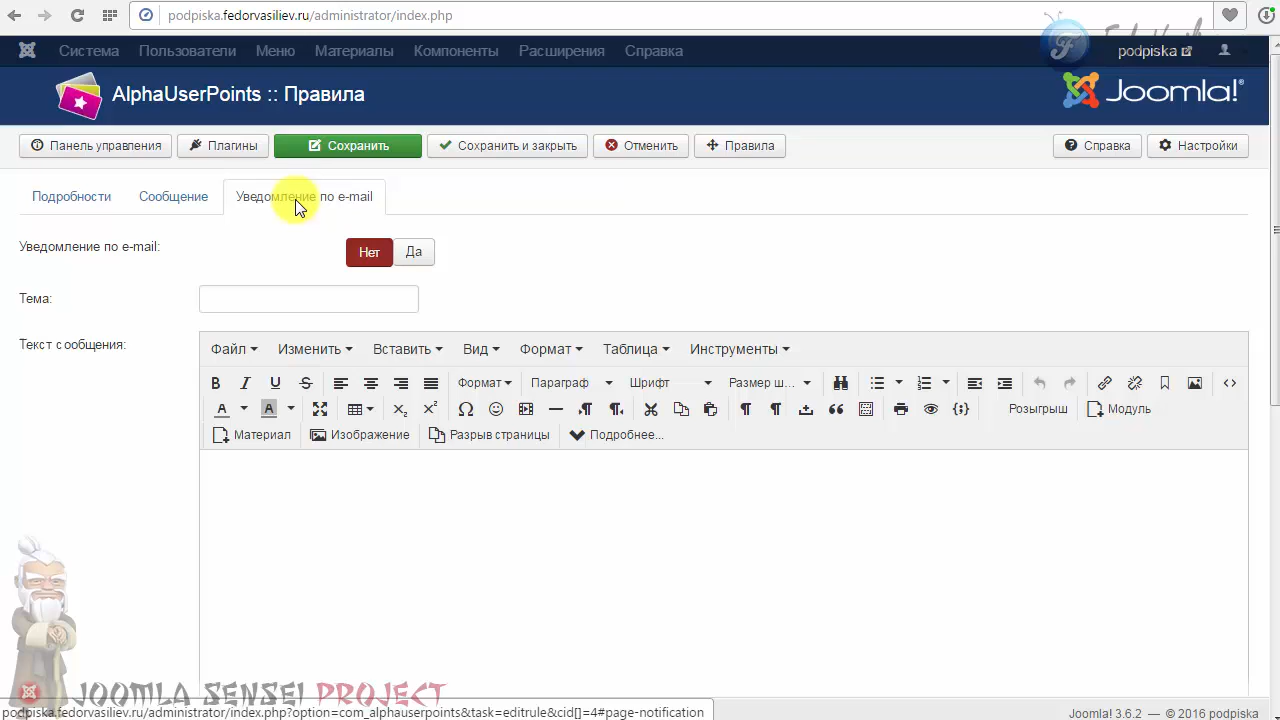 podpiska.fedorvasiliev.ru/administrator/index.php
Система Пользователи Меню Материалы Компоненты Расширения Справка podpiska
AlphaUserPoints :: Правила Joomla!®
Панель управления Плагины Сохранить Сохранить и закрыть Отменить Правила Справка Настройки
Подробности Сообщение Уведомление по e-mail
Уведомление по e-mail: Нет Да
Тема:
Текст сообщения: Файл Изменить Вставить Вид Формат Таблица Инструменты
Формат Параграф Шрифт Размер ш...
Розыгрыш Модуль
Материал Изображение Разрыв страницы Подробнее...
JOOMLA SENSEI PROJECT
podpiska.fedorvasiliev.ru/administrator/index.php?option=com_alphauserpoints&task=editrule&cid[]=4#page-notification
Joomla! 3.6.2 — © 2016 podpiska